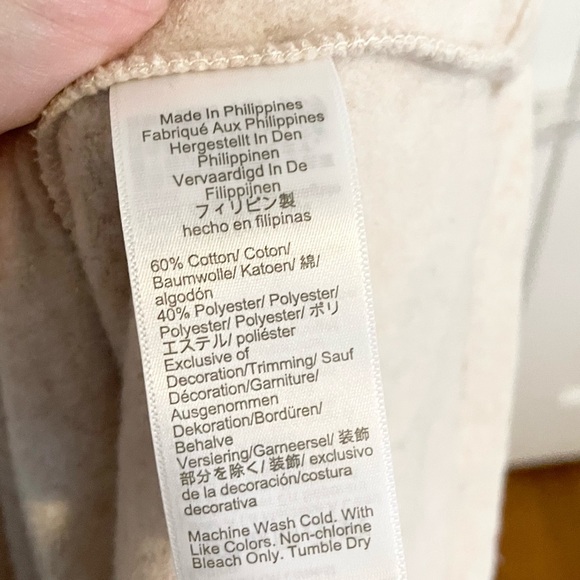 Made In Philippines
Fabriqué Aux Philippines
Hergestellt In Den
Philippinen
Vervaardigd In De
Filippijnen
フィリピン製
hecho en filipinas
60% Cotton/ Coton/
Baumwolle/ Katoen/ 綿/
algodón
40% Polyester/ Polyester/
Polyester/ Polyester/ ポリ
エステル/ poliéster
Exclusive of
Decoration/Trimming/ Sauf
Décoration/Garniture/
Ausgenommen
Dekoration/Bordüren/
Behalve
Versiering/Garneersel/ 装飾
部分を除く/ 装飾/ exclusivo
de la decoración/costura
decorativa
Machine Wash Cold. With
Like Colors. Non-chlorine
Bleach Only. Tumble Dry